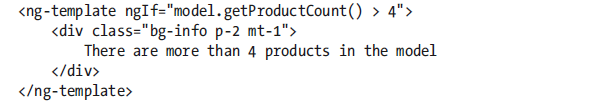 <ng-template ngIf="model.getProductCount() > 4">
    <div class="bg-info p-2 mt-1">
        There are more than 4 products in the model
    </div>
</ng-template>